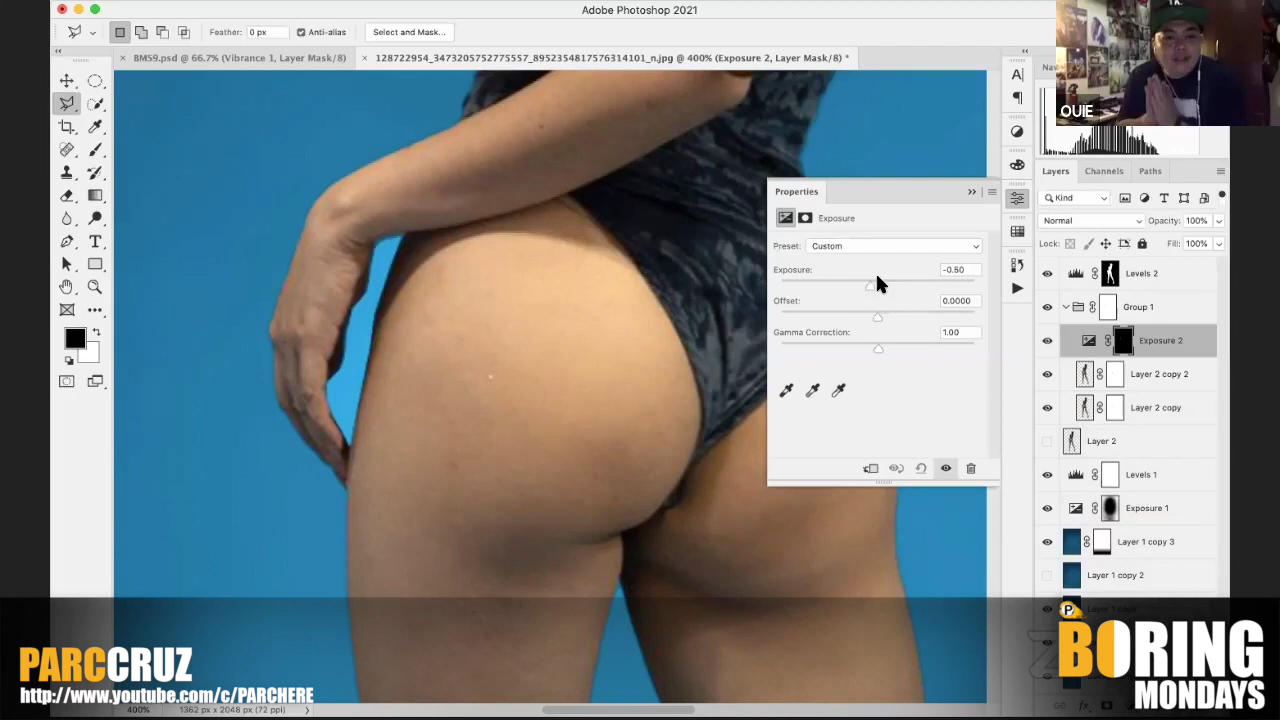 Adobe Photoshop 2021
Feather: 0 px Anti-alias Select and Mask...
BM59.psd @ 66.7% (Vibrance 1, Layer Mask/8)
128722954_3473205752775557_8952354817576314101_n.jpg @ 400% (Exposure 2, Layer Mask/8) *
OUIE
Properties
Exposure
Preset: Custom
Exposure: -0.50
Offset: 0.0000
Gamma Correction: 1.00
Layers Channels Paths
Kind
Normal Opacity: 100%
Lock: Fill: 100%
Levels 2
Group 1
Exposure 2
Layer 2 copy 2
Layer 2 copy
Layer 2
Levels 1
Exposure 1
Layer 1 copy 3
Layer 1 copy 2
Layer 1 copy
PARCCRUZ
http://www.youtube.com/c/PARCHERE
P
BORING
MONDAYS
400% 1362 px x 2048 px (72 ppi)